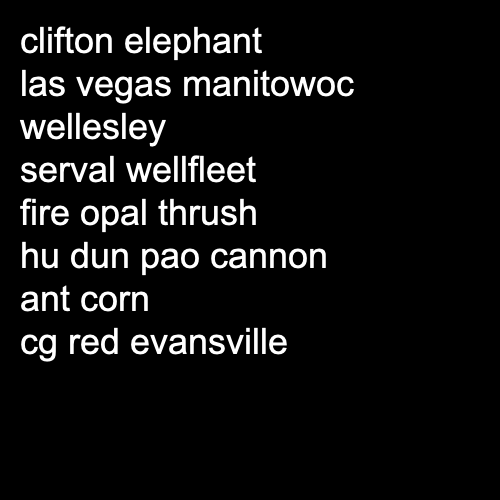 clifton elephant
las vegas manitowoc
wellesley
serval wellfleet
fire opal thrush
hu dun pao cannon
ant corn
cg red evansville